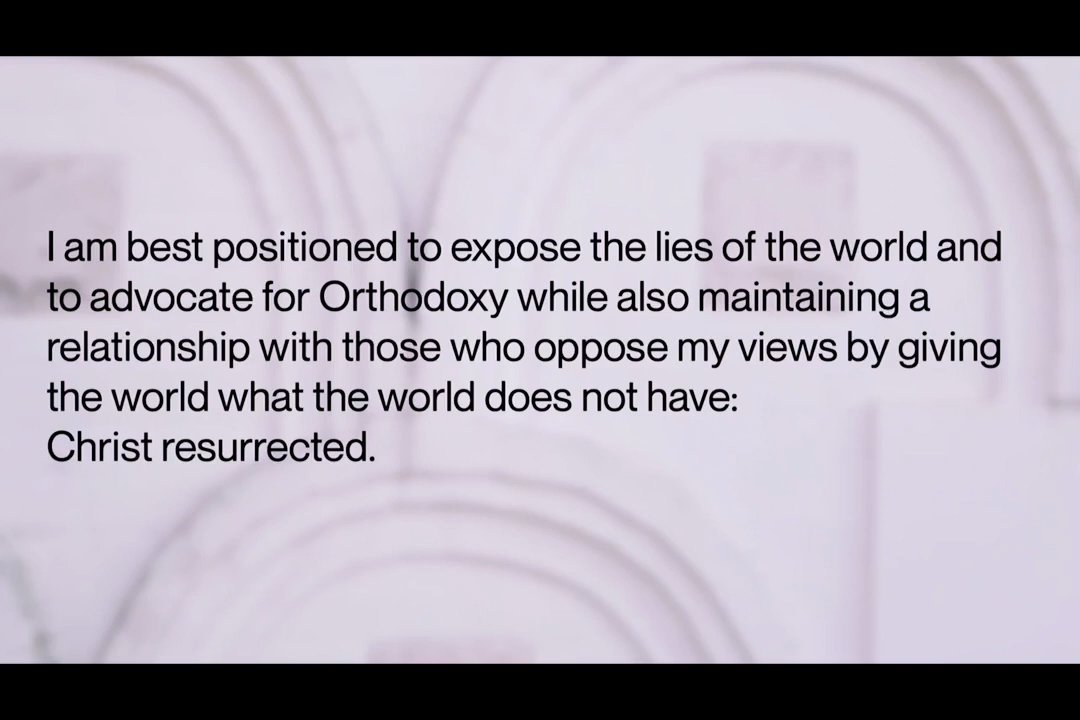 I am best positioned to expose the lies of the world and
to advocate for Orthodoxy while also maintaining a
relationship with those who oppose my views by giving
the world what the world does not have:
Christ resurrected.